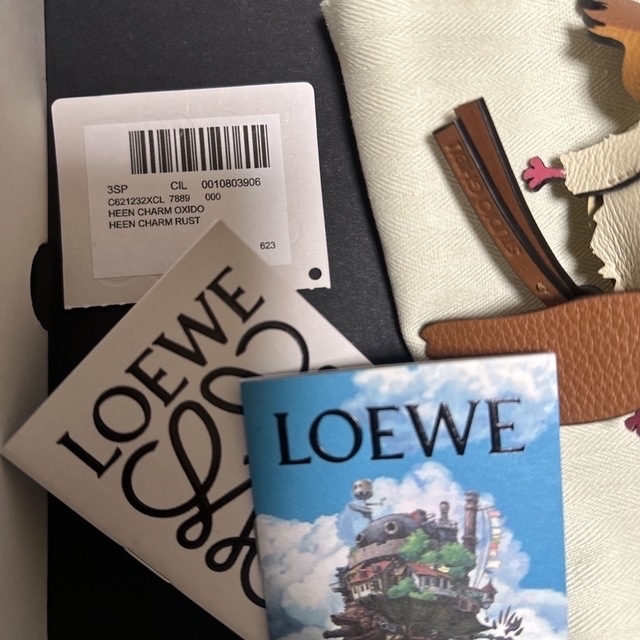 3SP CIL 0010803906
C621232XCL 7889 000
HEEN CHARM OXIDO
HEEN CHARM RUST
623
LOEWE
LOEWE